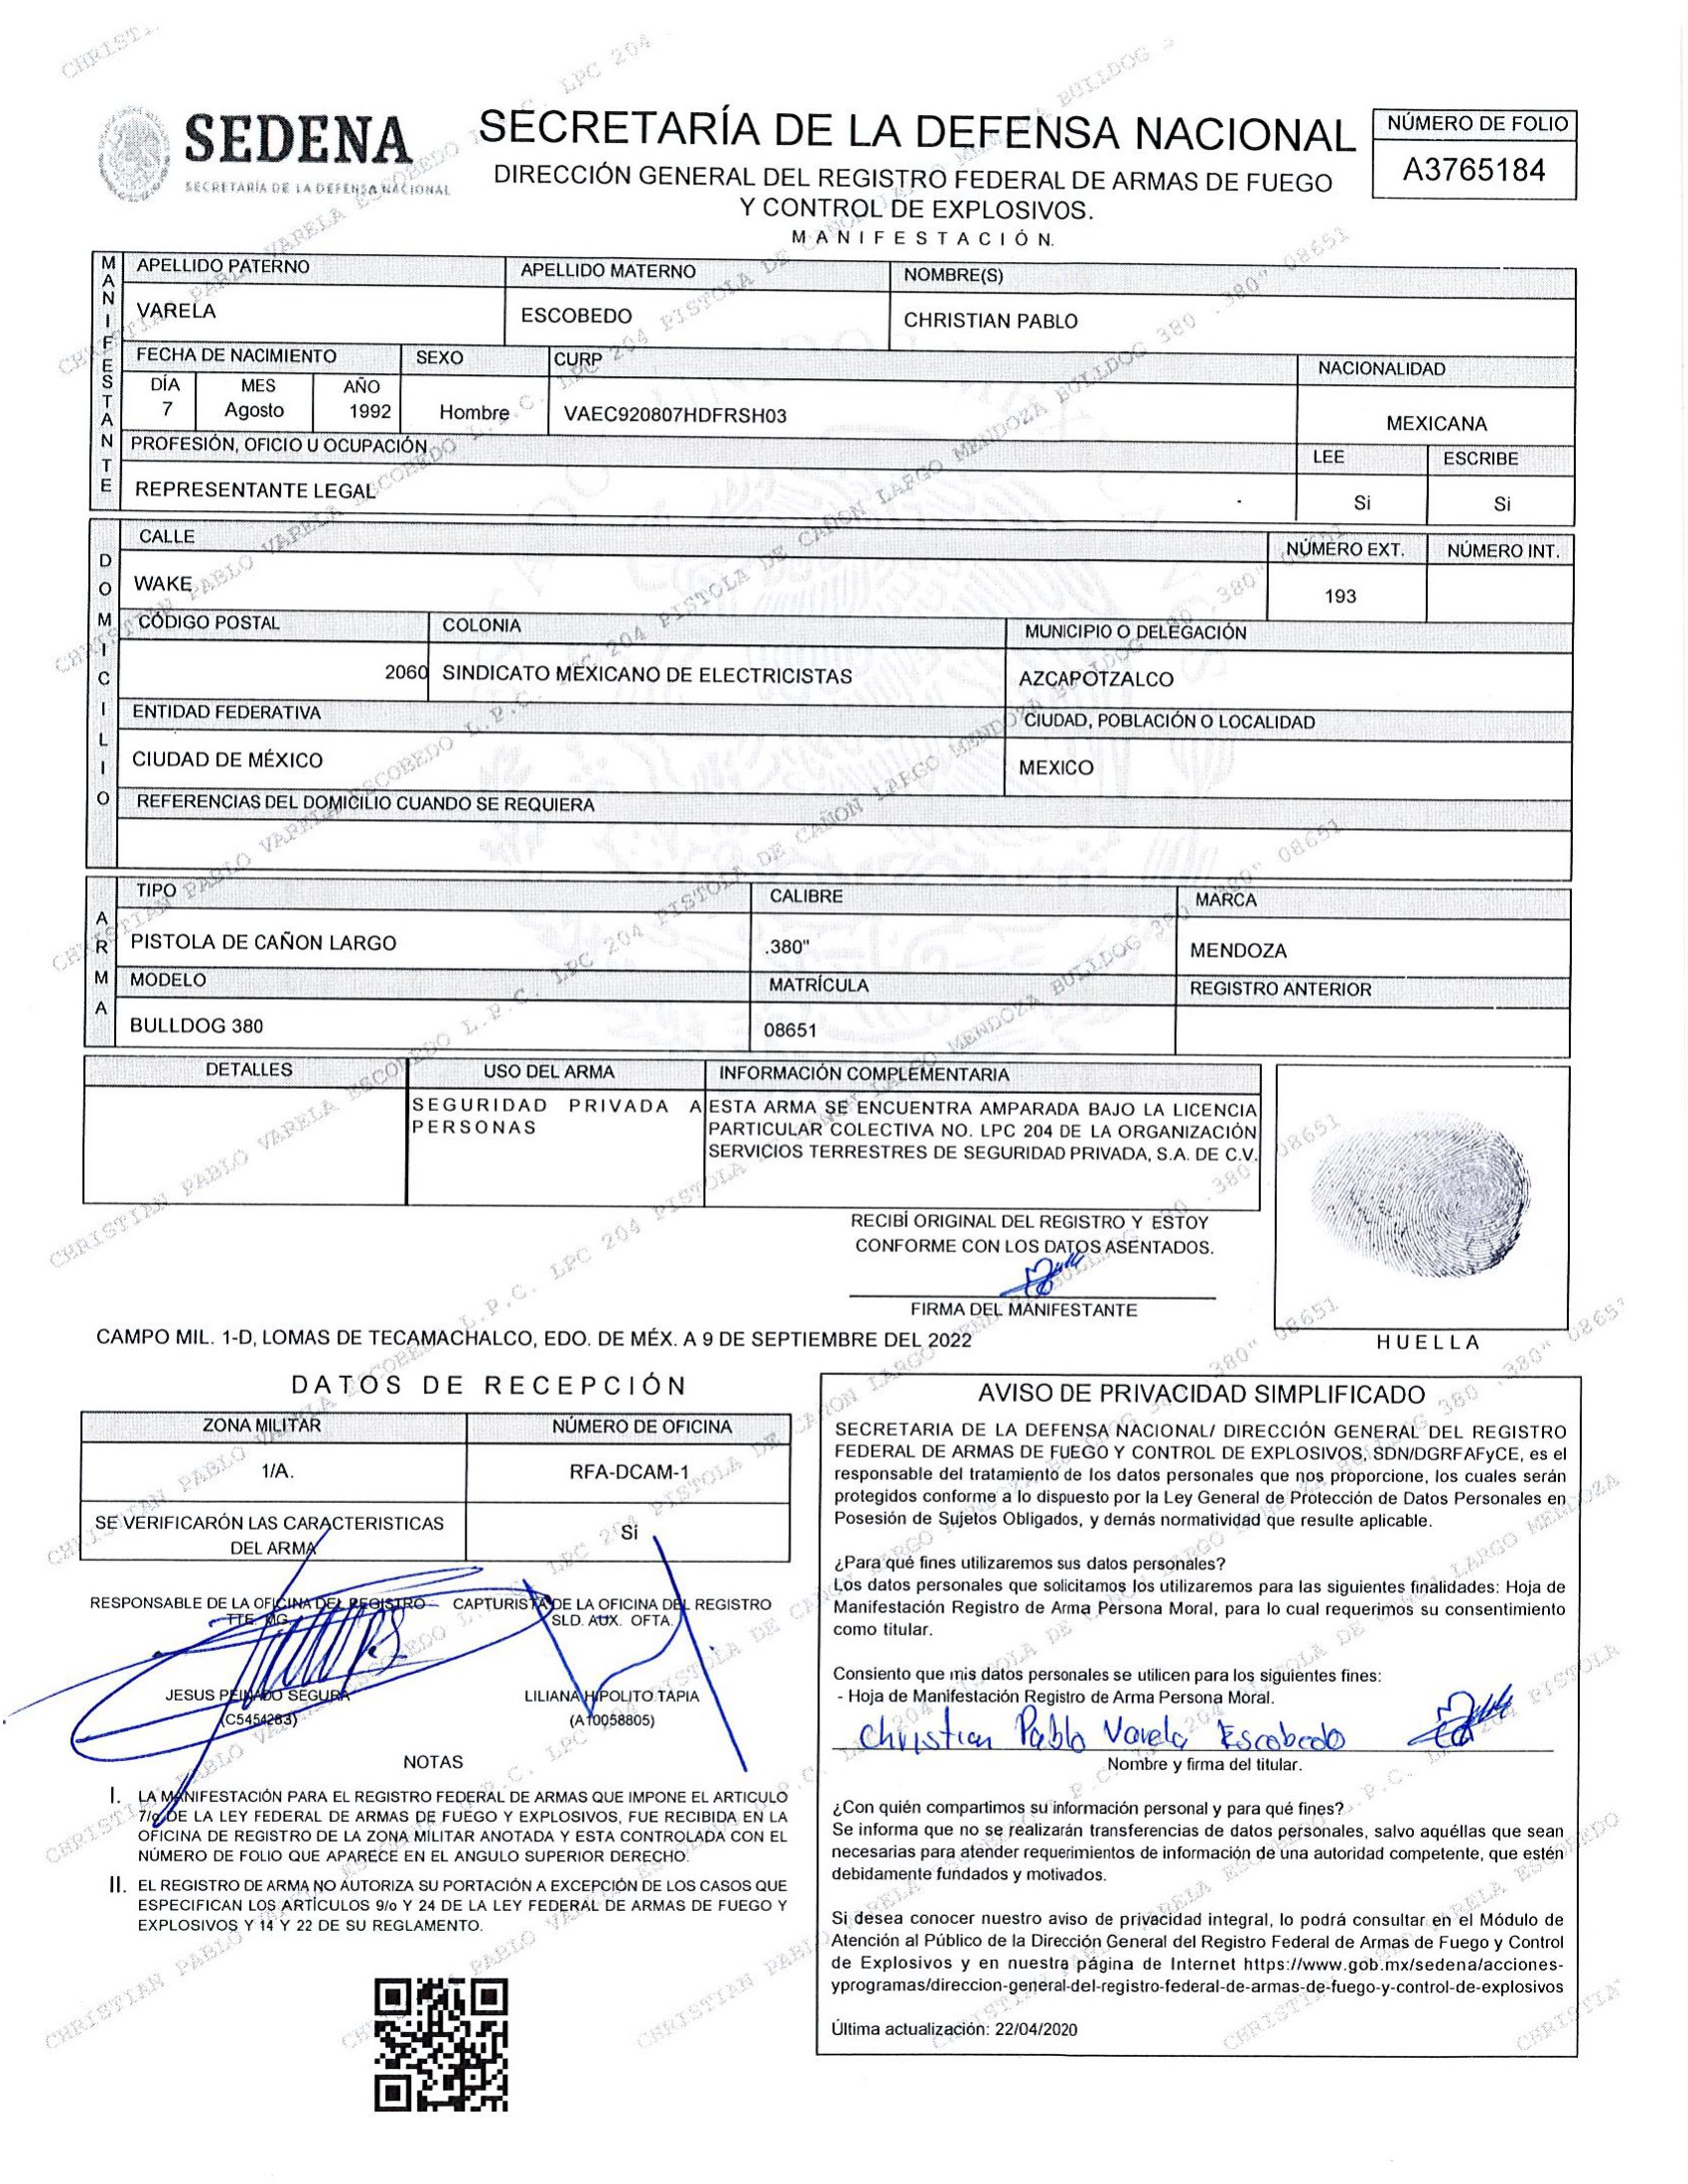 SEDENA
SECRETARÍA DE LA DEFENSA NACIONAL
SECRETARÍA DE LA DEFENSA NACIONAL
DIRECCIÓN GENERAL DEL REGISTRO FEDERAL DE ARMAS DE FUEGO
Y CONTROL DE EXPLOSIVOS.
MANIFESTACIÓN.
NÚMERO DE FOLIO
A3765184
MANIFESTANTE
APELLIDO PATERNO APELLIDO MATERNO NOMBRE(S)
VARELA ESCOBEDO CHRISTIAN PABLO
FECHA DE NACIMIENTO SEXO CURP NACIONALIDAD
DÍA MES AÑO
7 Agosto 1992 Hombre VAEC920807HDFRSH03 MEXICANA
PROFESIÓN, OFICIO U OCUPACIÓN LEE ESCRIBE
REPRESENTANTE LEGAL Si Si
DOMICILIO
CALLE NÚMERO EXT. NÚMERO INT.
WAKE 193
CÓDIGO POSTAL COLONIA MUNICIPIO O DELEGACIÓN
2060 SINDICATO MEXICANO DE ELECTRICISTAS AZCAPOTZALCO
ENTIDAD FEDERATIVA CIUDAD, POBLACIÓN O LOCALIDAD
CIUDAD DE MÉXICO MEXICO
REFERENCIAS DEL DOMICILIO CUANDO SE REQUIERA
ARMA
TIPO CALIBRE MARCA
PISTOLA DE CAÑON LARGO .380" MENDOZA
MODELO MATRÍCULA REGISTRO ANTERIOR
BULLDOG 380 08651
DETALLES USO DEL ARMA INFORMACIÓN COMPLEMENTARIA
SEGURIDAD PRIVADA A PERSONAS
ESTA ARMA SE ENCUENTRA AMPARADA BAJO LA LICENCIA
PARTICULAR COLECTIVA NO. LPC 204 DE LA ORGANIZACIÓN
SERVICIOS TERRESTRES DE SEGURIDAD PRIVADA, S.A. DE C.V.
RECIBÍ ORIGINAL DEL REGISTRO Y ESTOY
CONFORME CON LOS DATOS ASENTADOS.
FIRMA DEL MANIFESTANTE
HUELLA
CAMPO MIL. 1-D, LOMAS DE TECAMACHALCO, EDO. DE MÉX. A 9 DE SEPTIEMBRE DEL 2022
DATOS DE RECEPCIÓN
ZONA MILITAR NÚMERO DE OFICINA
1/A. RFA-DCAM-1
SE VERIFICARÓN LAS CARACTERISTICAS
DEL ARMA Si
RESPONSABLE DE LA OFICINA DEL REGISTRO CAPTURISTA DE LA OFICINA DEL REGISTRO
TTE. MG. SLD. AUX. OFTA.
JESUS PEINADO SEGURA LILIANA HIPOLITO TAPIA
(C5454283) (A10058805)
NOTAS
I. LA MANIFESTACIÓN PARA EL REGISTRO FEDERAL DE ARMAS QUE IMPONE EL ARTICULO
7/o DE LA LEY FEDERAL DE ARMAS DE FUEGO Y EXPLOSIVOS, FUE RECIBIDA EN LA
OFICINA DE REGISTRO DE LA ZONA MILITAR ANOTADA Y ESTA CONTROLADA CON EL
NÚMERO DE FOLIO QUE APARECE EN EL ANGULO SUPERIOR DERECHO.
II. EL REGISTRO DE ARMA NO AUTORIZA SU PORTACIÓN A EXCEPCIÓN DE LOS CASOS QUE
ESPECIFICAN LOS ARTÍCULOS 9/o Y 24 DE LA LEY FEDERAL DE ARMAS DE FUEGO Y
EXPLOSIVOS Y 14 Y 22 DE SU REGLAMENTO.
AVISO DE PRIVACIDAD SIMPLIFICADO
SECRETARIA DE LA DEFENSA NACIONAL/ DIRECCIÓN GENERAL DEL REGISTRO
FEDERAL DE ARMAS DE FUEGO Y CONTROL DE EXPLOSIVOS, SDN/DGRFAFyCE, es el
responsable del tratamiento de los datos personales que nos proporcione, los cuales serán
protegidos conforme a lo dispuesto por la Ley General de Protección de Datos Personales en
Posesión de Sujetos Obligados, y demás normatividad que resulte aplicable.
¿Para qué fines utilizaremos sus datos personales?
Los datos personales que solicitamos los utilizaremos para las siguientes finalidades: Hoja de
Manifestación Registro de Arma Persona Moral, para lo cual requerimos su consentimiento
como titular.
Consiento que mis datos personales se utilicen para los siguientes fines:
- Hoja de Manifestación Registro de Arma Persona Moral.
Christian Pablo Varela Escobedo
Nombre y firma del titular.
¿Con quién compartimos su información personal y para qué fines?
Se informa que no se realizarán transferencias de datos personales, salvo aquéllas que sean
necesarias para atender requerimientos de información de una autoridad competente, que estén
debidamente fundados y motivados.
Si desea conocer nuestro aviso de privacidad integral, lo podrá consultar en el Módulo de
Atención al Público de la Dirección General del Registro Federal de Armas de Fuego y Control
de Explosivos y en nuestra página de Internet https://www.gob.mx/sedena/acciones-
yprogramas/direccion-general-del-registro-federal-de-armas-de-fuego-y-control-de-explosivos
Última actualización: 22/04/2020
CHRISTIAN PABLO VARELA ESCOBEDO L.P.C. LPC 204 PISTOLA DE CAÑON LARGO MENDOZA BULLDOG 380 .380" 08651